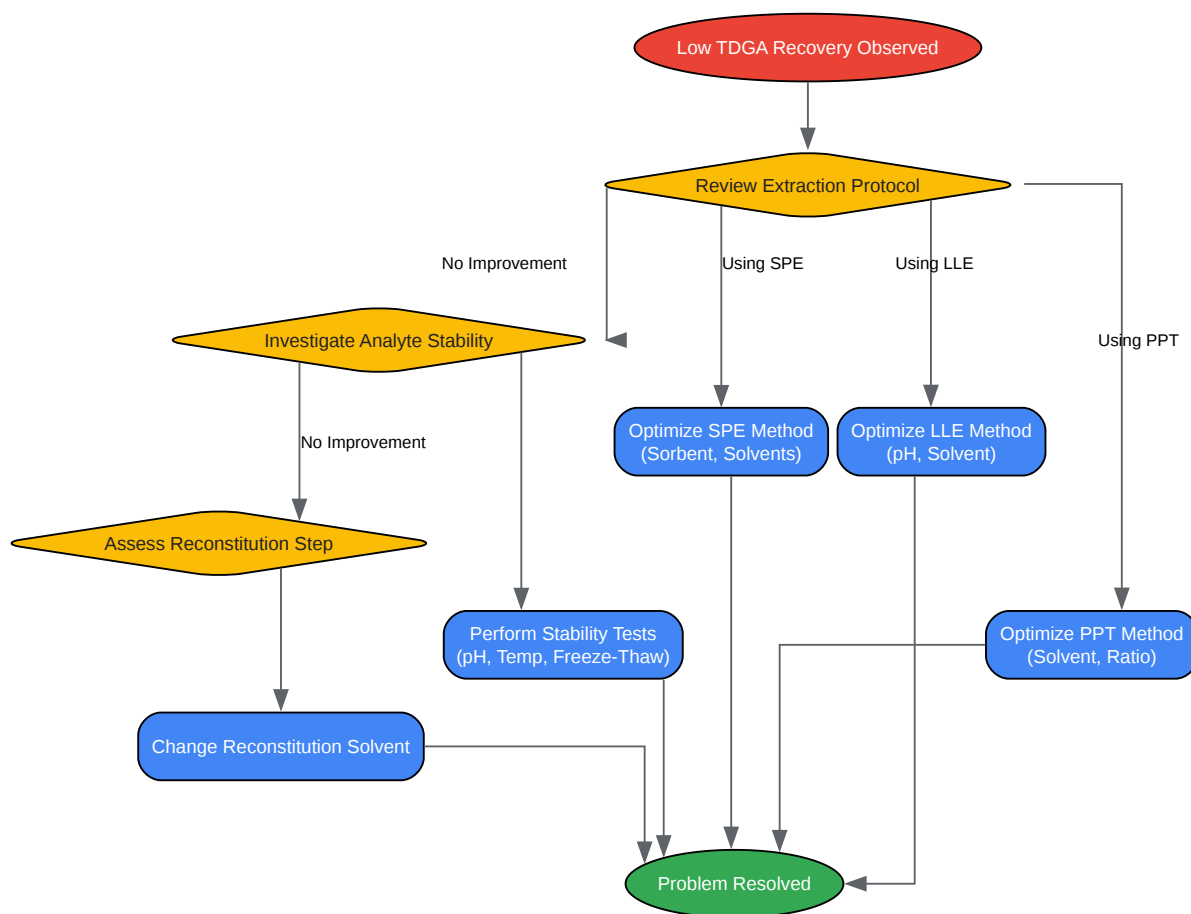 Low TDGA Recovery Observed
Review Extraction Protocol
No Improvement
Using SPE
Using LLE
Investigate Analyte Stability
Using PPT
Optimize SPE Method
(Sorbent, Solvents)
Optimize LLE Method
(pH, Solvent)
No Improvement
Assess Reconstitution Step
Perform Stability Tests
(pH, Temp, Freeze-Thaw)
Optimize PPT Method
(Solvent, Ratio)
Change Reconstitution Solvent
Problem Resolved